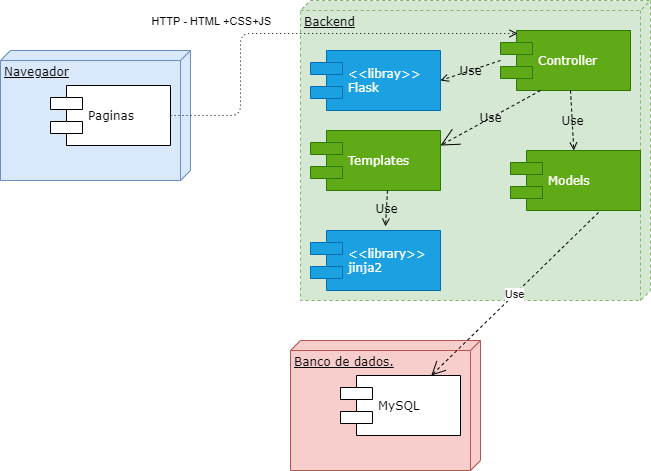 HTTP - HTML +CSS+JS
Backend
Navegador
Paginas
<<libray>>
Flask
Use
Controller
Use
Use
Templates
Models
Use
<<library>>
jinja2
Use
Banco de dados.
MySQL